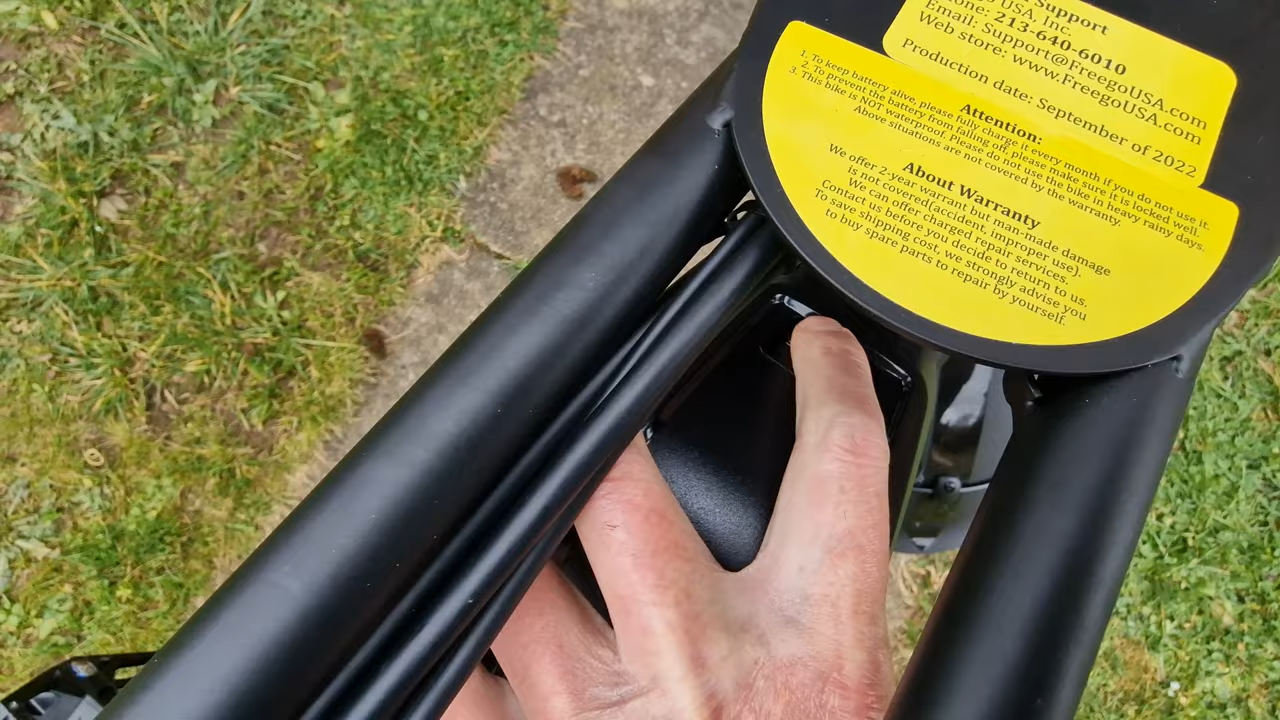 Support
USA, Inc.
213-640-6010
Email: Support@FreegoUSA.com
Web store: www.FreegoUSA.com
Production date: September of 2022
Attention:
1. To keep battery alive, please fully charge it every month if you do not use it.
2. To prevent the battery from falling off, please make sure it is locked well.
3. This bike is NOT waterproof. Please do not use the bike in heavy rainy days.
Above situations are not covered by the warranty.
About Warranty
We offer 2-year warrant but man-made damage
is not covered(accident, improper use).
We can offer charged repair services.
Contact us before you decide to return to us.
To save shipping cost, we strongly advise you
to buy spare parts to repair by yourself.